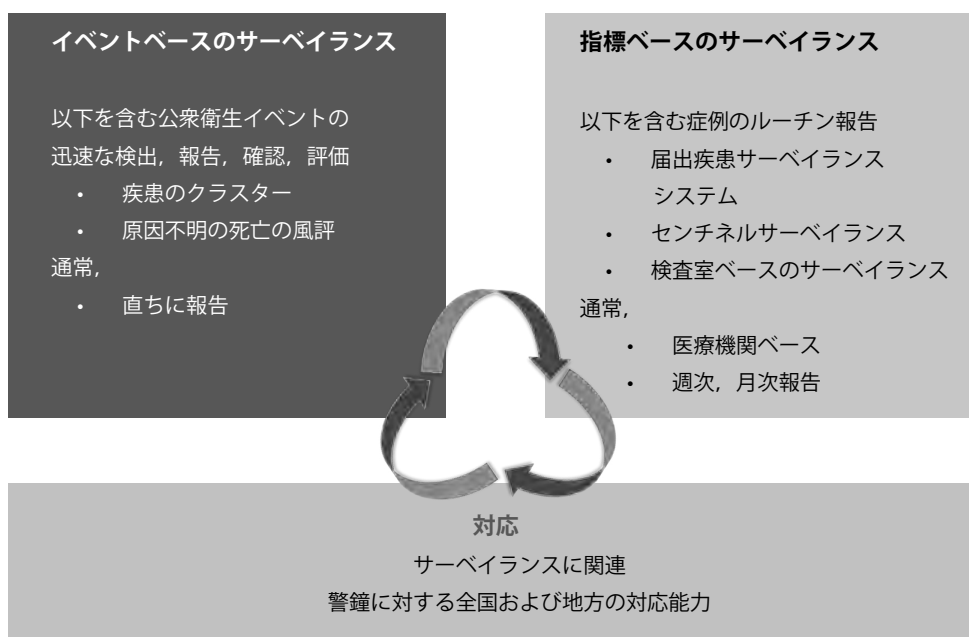 イベントベースのサーベイランス
以下を含む公衆衛生イベントの
迅速な検出，報告，確認，評価
• 疾患のクラスター
• 原因不明の死亡の風評
通常，
• 直ちに報告
指標ベースのサーベイランス
以下を含む症例のルーチン報告
• 届出疾患サーベイランス
システム
• センチネルサーベイランス
• 検査室ベースのサーベイランス
通常，
• 医療機関ベース
• 週次，月次報告
対応
サーベイランスに関連
警鐘に対する全国および地方の対応能力